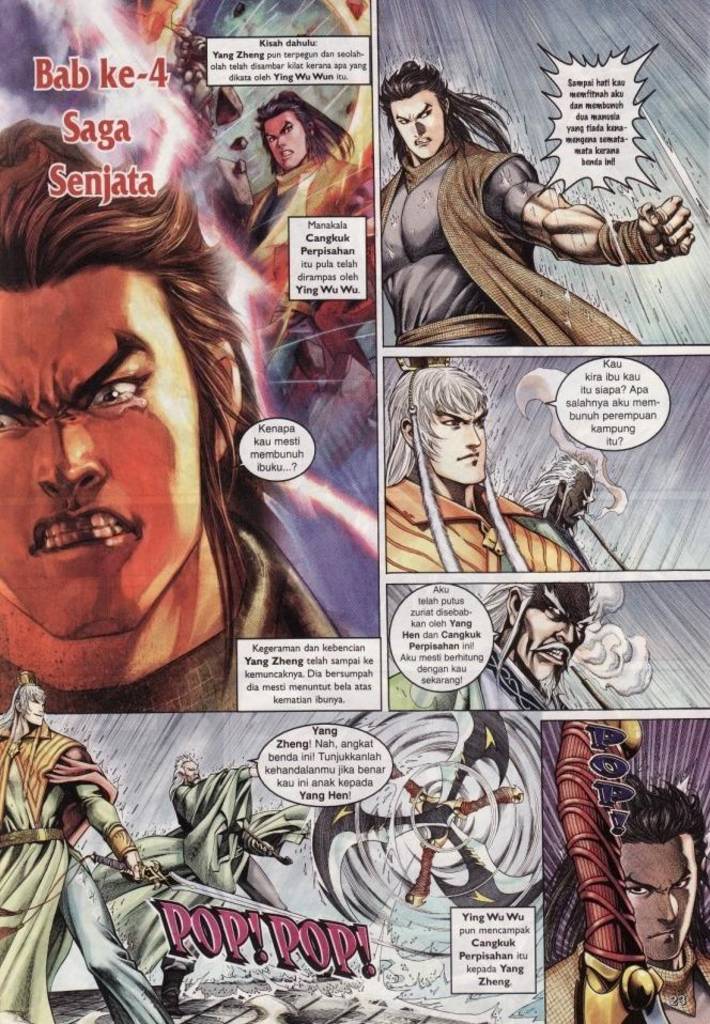 Bab ke-4
Saga
Senjata
Kisah dahulu:
Yang Zheng pun terpegun dan seolah-
olah telah disambar kilat kerana apa yang
dikata oleh Ying Wu Wun itu.
Manakala
Cangkuk
Perpisahan
itu pula telah
dirampas oleh
Ying Wu Wu.
Kenapa
kau mesti
membunuh
ibuku...?
Kegeraman dan kebencian
Yang Zheng telah sampai ke
kemuncaknya. Dia bersumpah
dia mesti menuntut bela atas
kematian ibunya.
Sampai hati kau
memfitnah aku
dan membunuh
dua manusia
yang tiada kena-
mengena semata-
mata kerana
benda ini!
Kau
kira ibu kau
itu siapa? Apa
salahnya aku mem-
bunuh perempuan
kampung
itu?
Aku
telah putus
zuriat disebab-
kan oleh Yang
Hen dan Cangkuk
Perpisahan ini!
Aku mesti berhitung
dengan kau
sekarang!
Yang
Zheng! Nah, angkat
benda ini! Tunjukkanlah
kehandalanmu jika benar
kau ini anak kepada
Yang Hen!
POP! POP!
Ying Wu Wu
pun mencampak
Cangkuk
Perpisahan itu
kepada Yang
Zheng.
POP!
23